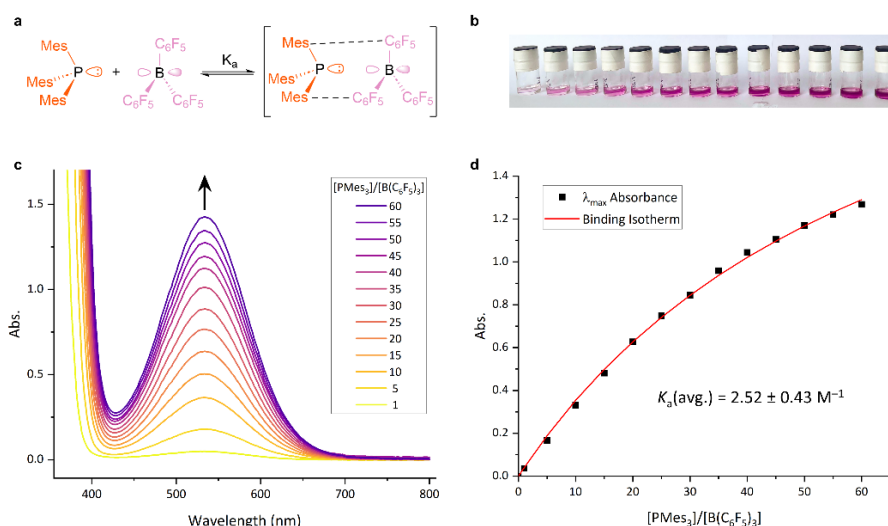 a
b
Mes
P
Mes
Mes
+
C6F5
B
C6F5
C6F5
Ka
Mes
P
Mes
Mes
C6F5
B
C6F5
C6F5
c
[PMes3]/[B(C6F5)3]
60
55
50
45
40
35
30
25
20
15
10
5
1
Abs.
1.5
1.0
0.5
0.0
400 500 600 700 800
Wavelength (nm)
d
λmax Absorbance
Binding Isotherm
Ka(avg.) = 2.52 ± 0.43 M−1
Abs.
1.4
1.2
1.0
0.8
0.6
0.4
0.2
0.0
0 10 20 30 40 50 60
[PMes3]/[B(C6F5)3]